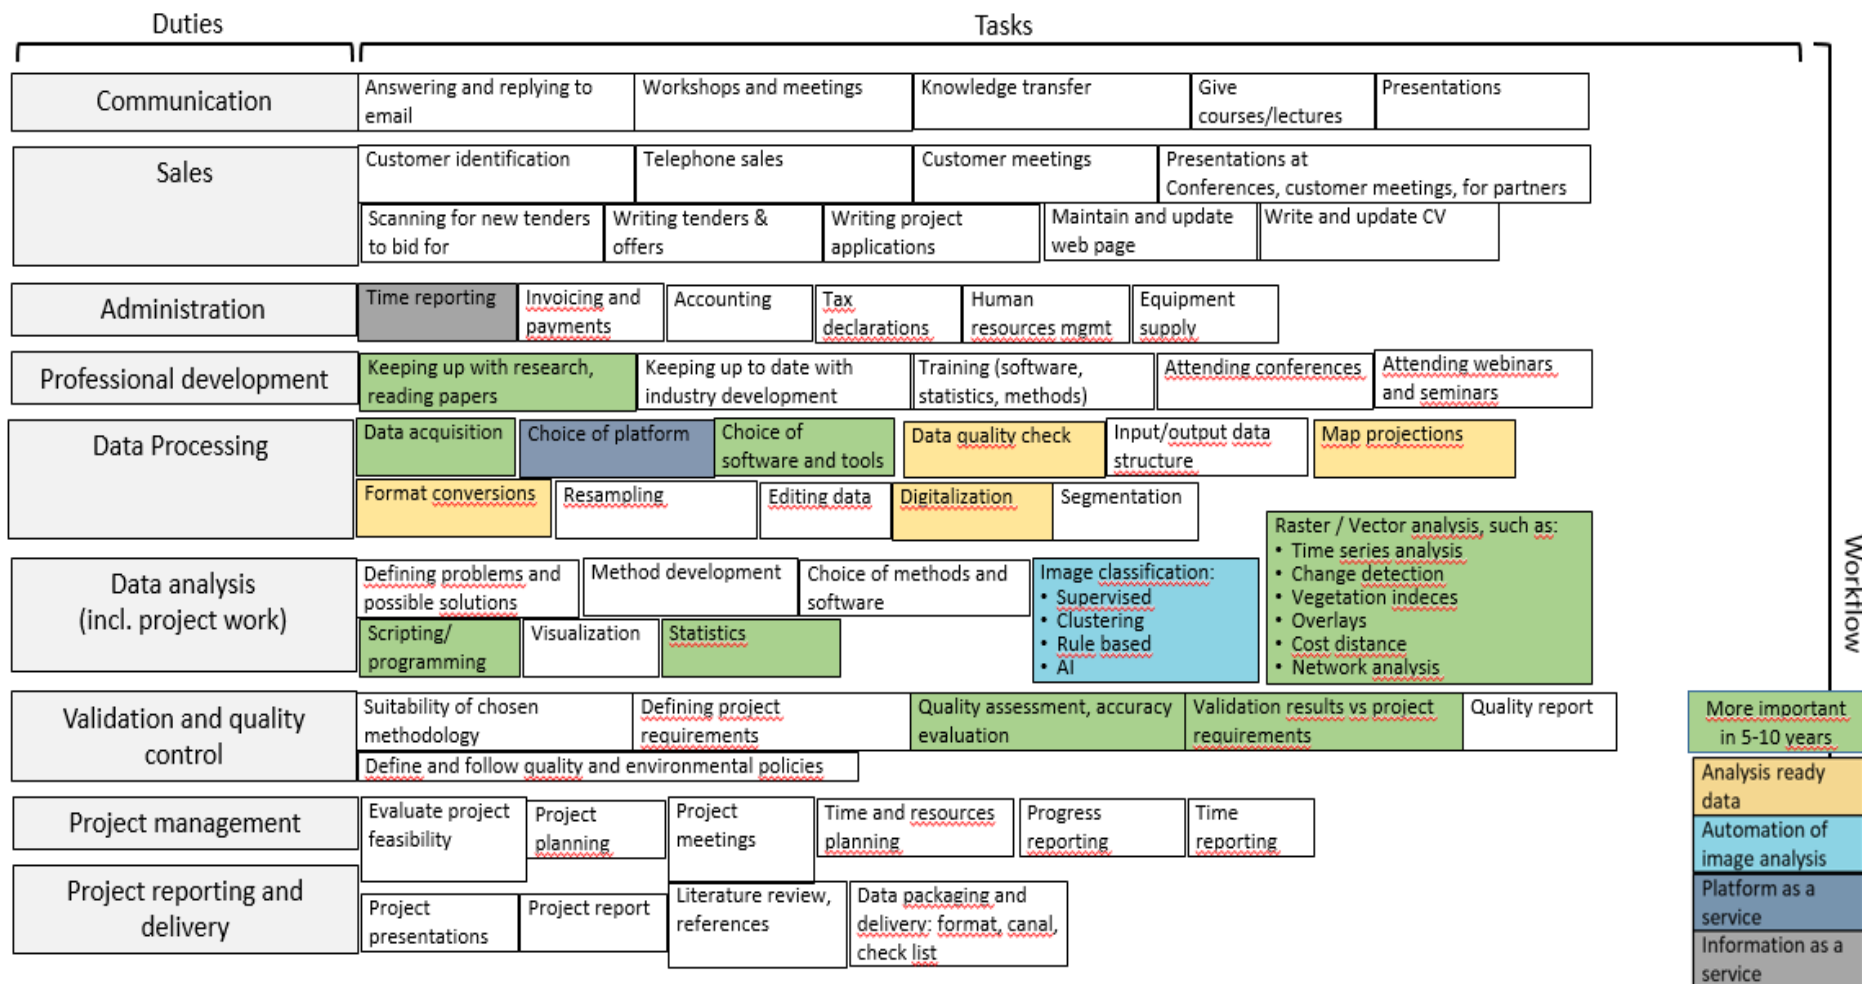 Duties
Tasks
Communication
Answering and replying to
email
Workshops and meetings
Knowledge transfer
Give
courses/lectures
Presentations
Sales
Customer identification
Telephone sales
Customer meetings
Presentations at
Conferences, customer meetings, for partners
Scanning for new tenders
to bid for
Writing tenders &
offers
Writing project
applications
Maintain and update
web page
Write and update CV
Administration
Time reporting
Invoicing and
payments
Accounting
Tax
declarations
Human
resources mgmt
Equipment
supply
Professional development
Keeping up with research,
reading papers
Keeping up to date with
industry development
Training (software,
statistics, methods)
Attending conferences
Attending webinars
and seminars
Data Processing
Data acquisition
Choice of platform
Choice of
software and tools
Data quality check
Input/output data
structure
Map projections
Format conversions
Resampling
Editing data
Digitalization
Segmentation
Data analysis
(incl. project work)
Defining problems and
possible solutions
Method development
Choice of methods and
software
Image classification:
• Supervised
• Clustering
• Rule based
• AI
Raster / Vector analysis, such as:
• Time series analysis
• Change detection
• Vegetation indeces
• Overlays
• Cost distance
• Network analysis
Scripting/
programming
Visualization
Statistics
Validation and quality
control
Suitability of chosen
methodology
Defining project
requirements
Quality assessment, accuracy
evaluation
Validation results vs project
requirements
Quality report
Define and follow quality and environmental policies
Project management
Evaluate project
feasibility
Project
planning
Project
meetings
Time and resources
planning
Progress
reporting
Time
reporting
Project reporting and
delivery
Project
presentations
Project report
Literature review,
references
Data packaging and
delivery: format, canal,
check list
Workflow
More important
in 5-10 years
Analysis ready
data
Automation of
image analysis
Platform as a
service
Information as a
service